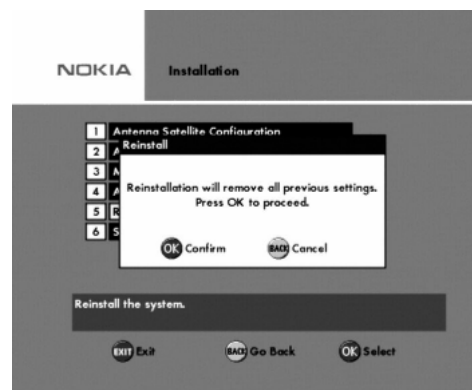 NOKIA
Installation
1 Antenna Satellite Configuration
2 A
Reinstall
3 M
4 A
5 R
6 S
Reinstallation will remove all previous settings.
Press OK to proceed.
OK Confirm
BACK Cancel
Reinstall the system.
EXIT Exit
BACK Go Back
OK Select